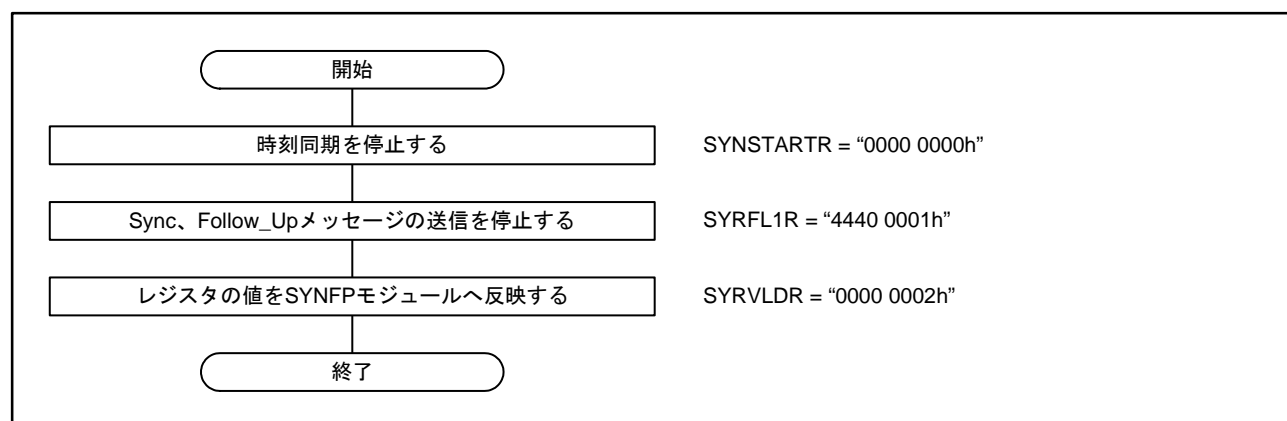 開始
時刻同期を停止する
SYNSTARTR = “0000 0000h”
Sync、Follow_Upメッセージの送信を停止する
SYRFL1R = “4440 0001h”
レジスタの値をSYNFPモジュールへ反映する
SYRVLDR = “0000 0002h”
終了